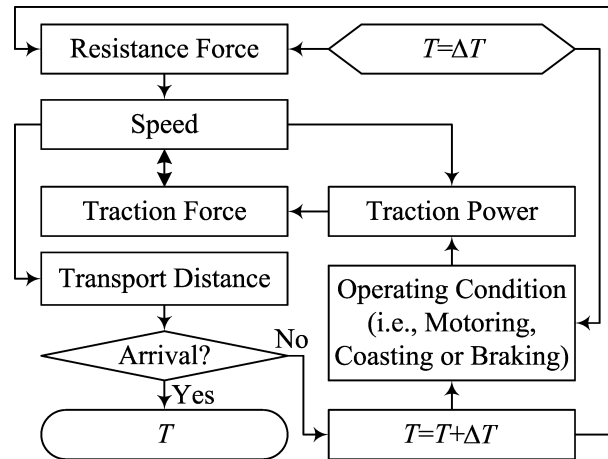 Resistance Force
T=ΔT
Speed
Traction Force
Traction Power
Transport Distance
Operating Condition
(i.e., Motoring,
Coasting or Braking)
Arrival?
No
Yes
T
T=T+ΔT